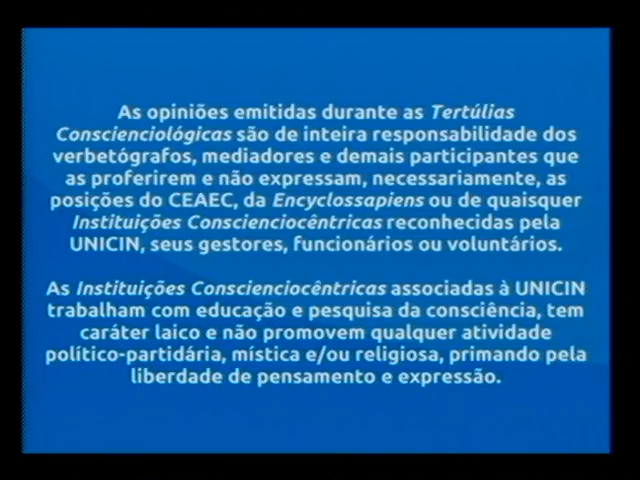 As opiniões emitidas durante as Tertúlias
Conscienciológicas são de inteira responsabilidade dos
verbetógrafos, mediadores e demais participantes que
as proferirem e não expressam, necessariamente, as
posições do CEAEC, da Encyclossapiens ou de quaisquer
Instituições Conscienciocêntricas reconhecidas pela
UNICIN, seus gestores, funcionários ou voluntários.
As Instituições Conscienciocêntricas associadas à UNICIN
trabalham com educação e pesquisa da consciência, tem
caráter laico e não promovem qualquer atividade
político-partidária, mística e/ou religiosa, primando pela
liberdade de pensamento e expressão.